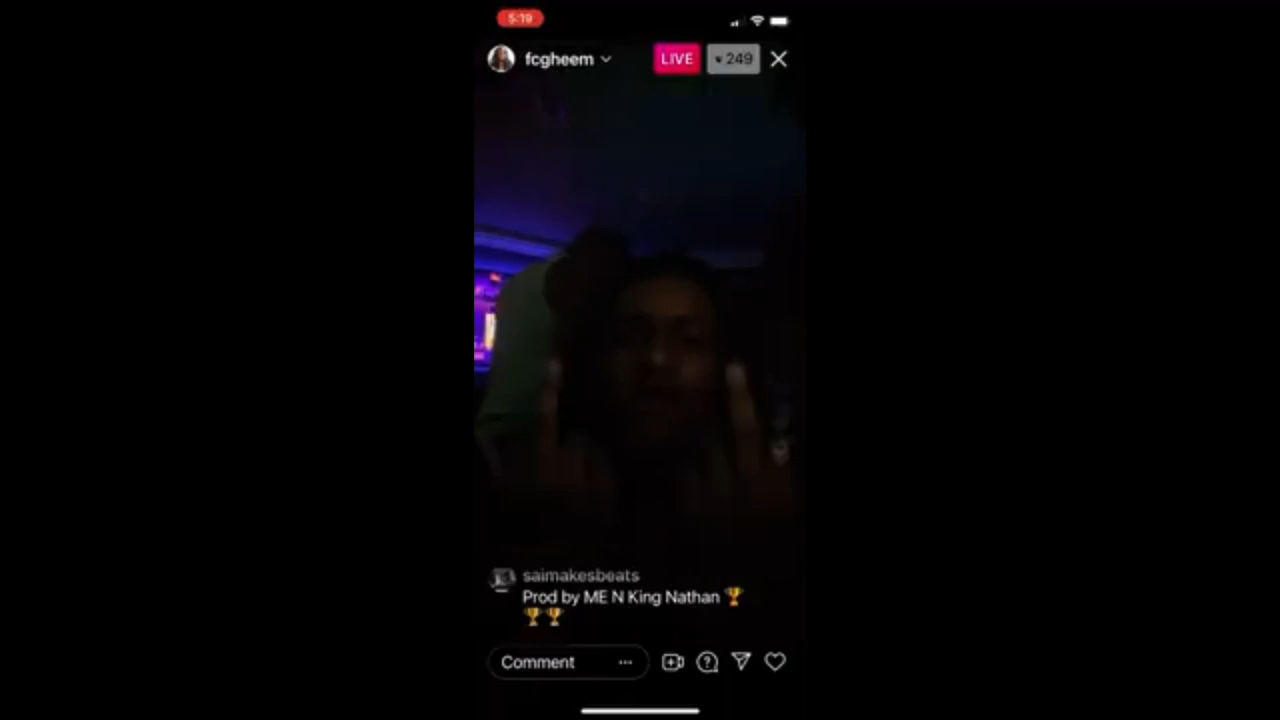 5:19
fcgheem
LIVE
249
saimakesbeats
Prod by ME N King Nathan 🏆
🏆🏆
Comment